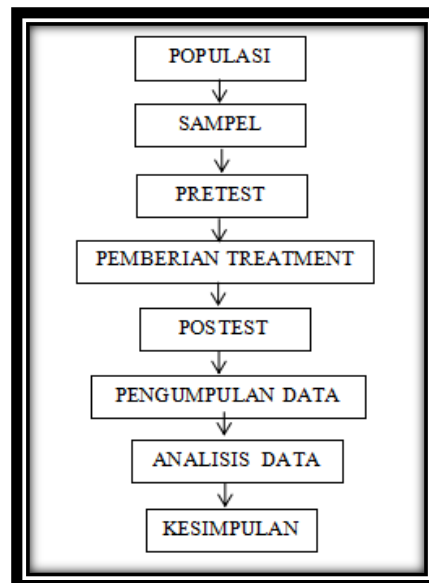 POPULASI
SAMPEL
PRETEST
PEMBERIAN TREATMENT
POSTEST
PENGUMPULAN DATA
ANALISIS DATA
KESIMPULAN